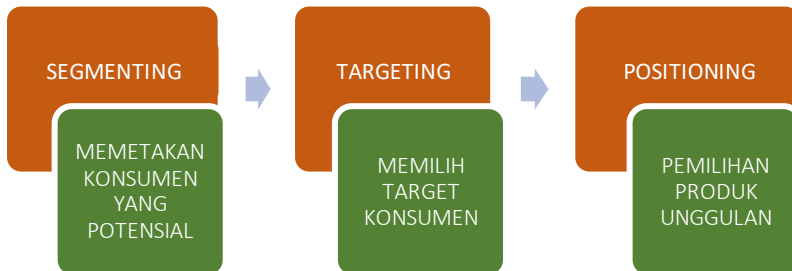 SEGMENTING
MEMETAKAN
KONSUMEN
YANG
POTENSIAL
TARGETING
MEMILIH
TARGET
KONSUMEN
POSITIONING
PEMILIHAN
PRODUK
UNGGULAN